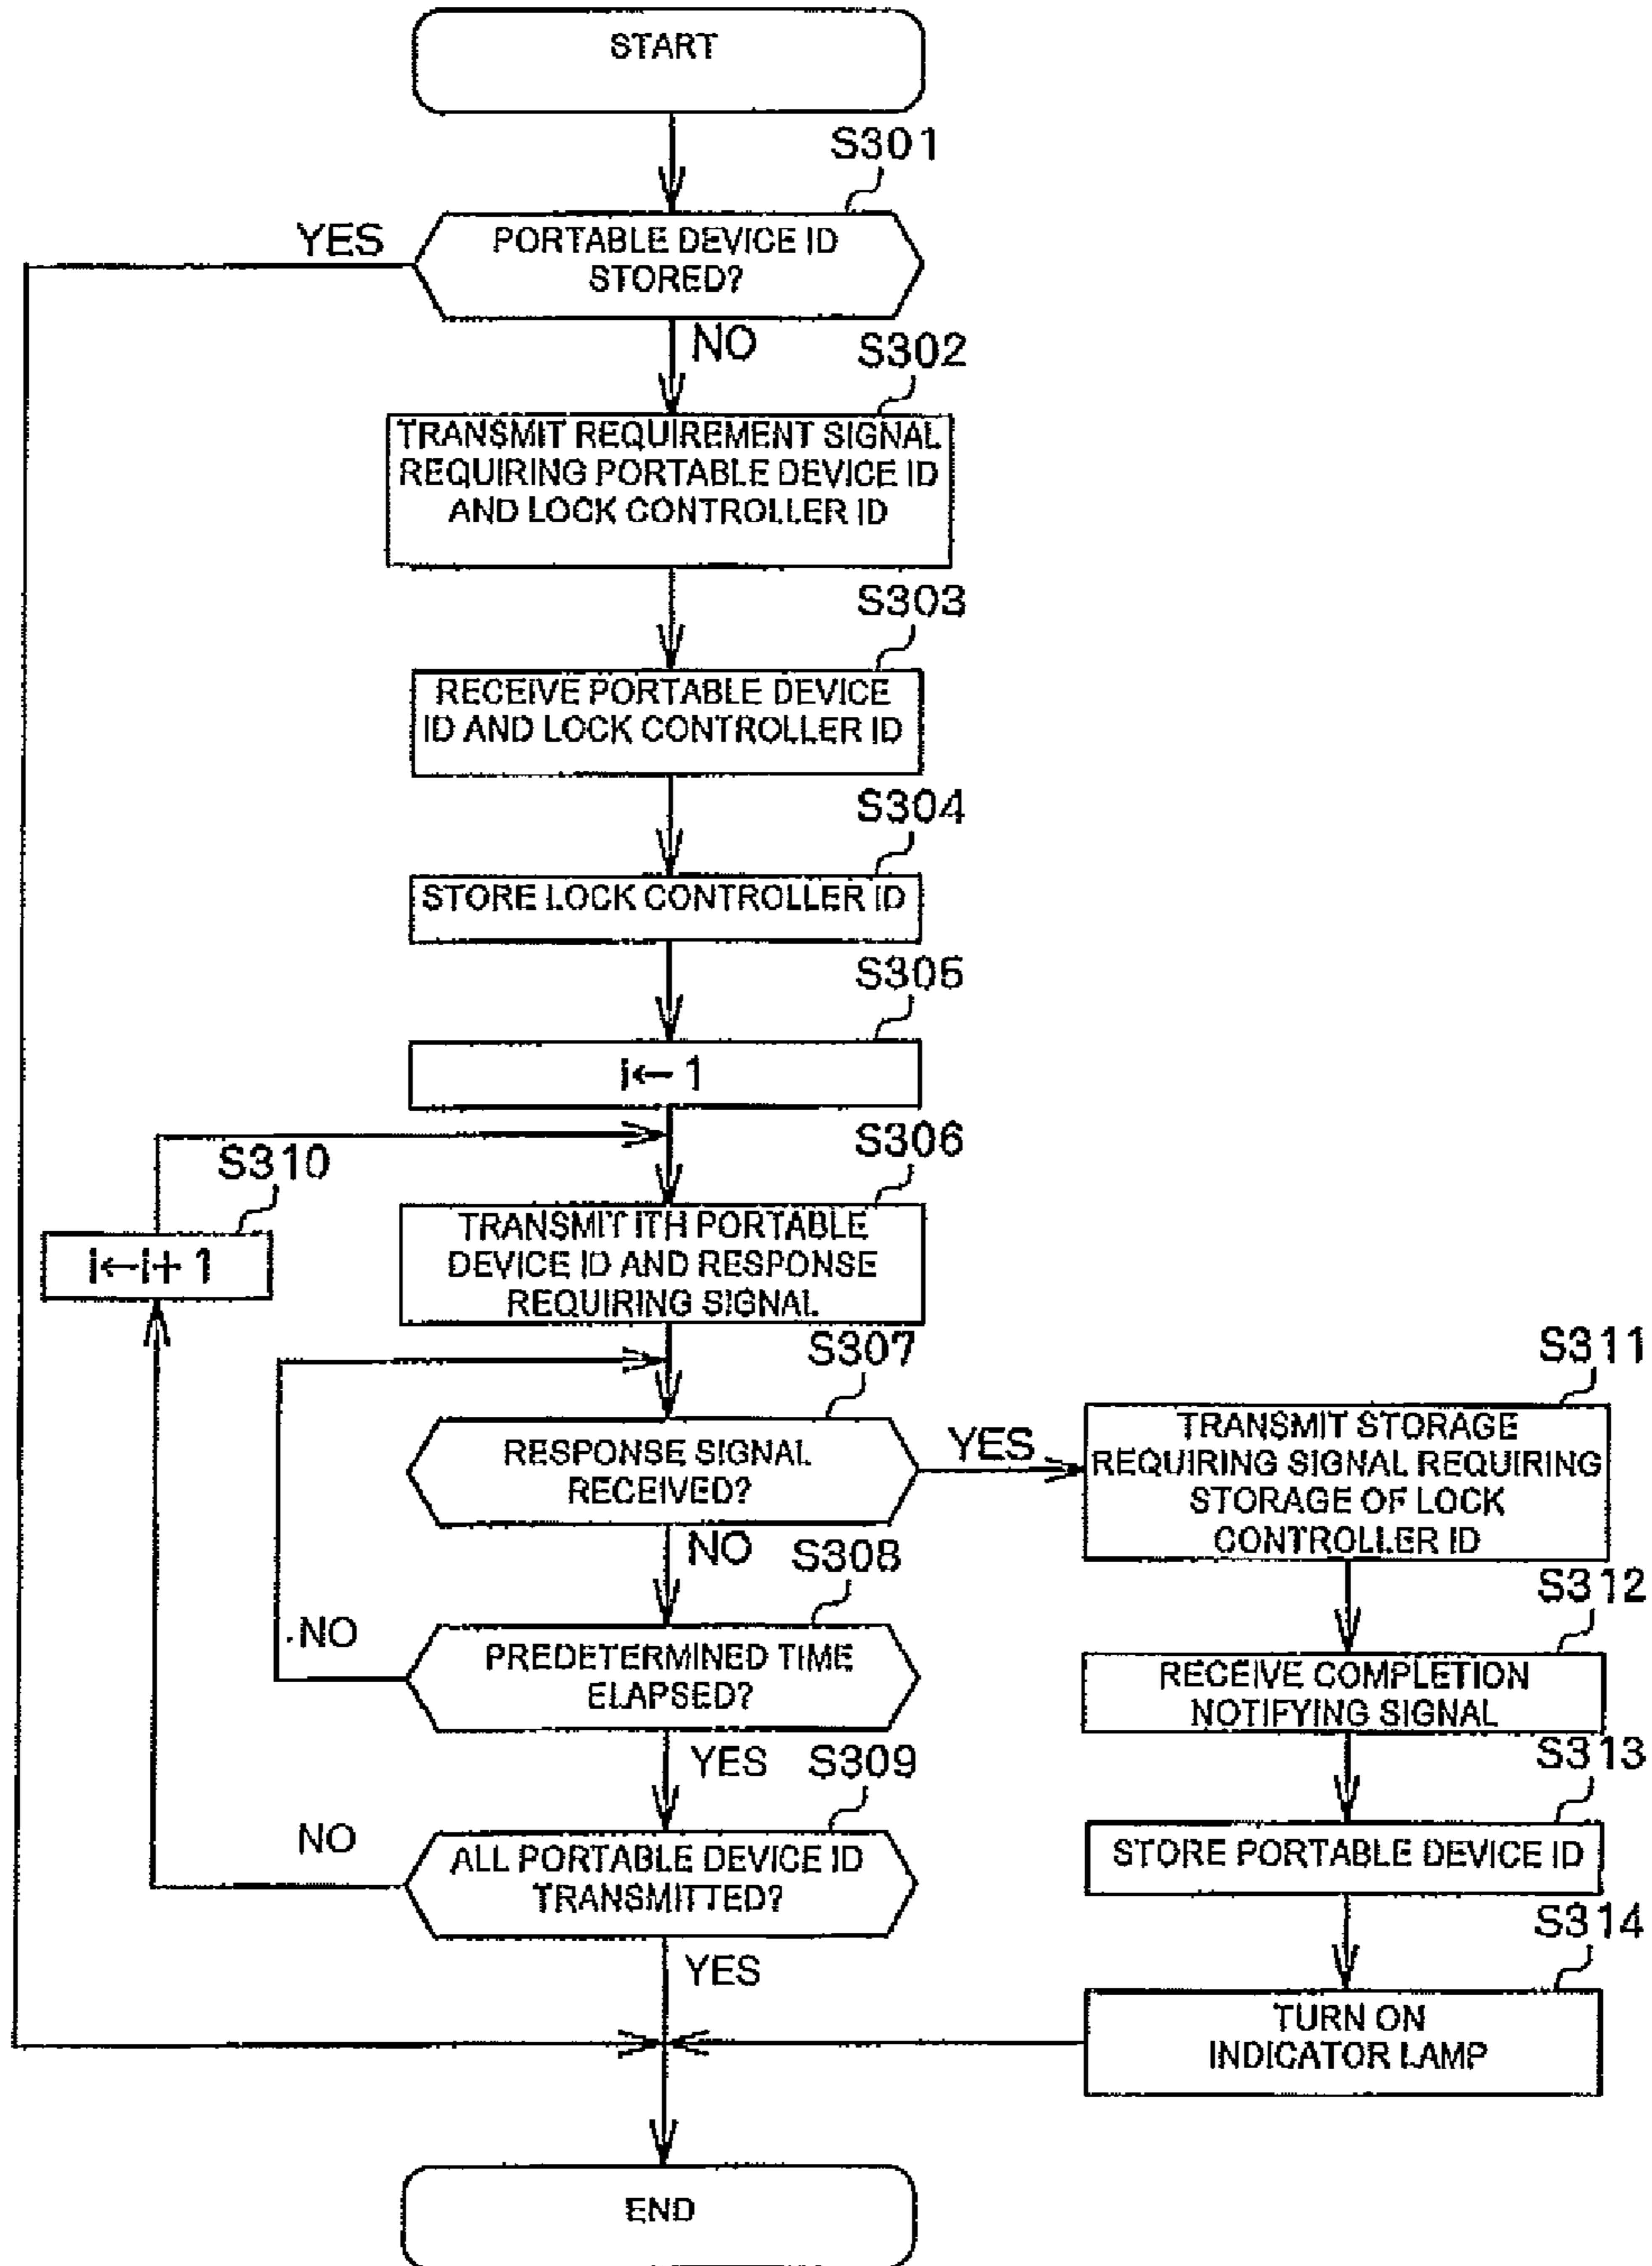 START
S301
YES
PORTABLE DEVICE ID
STORED?
NO
S302
TRANSMIT REQUIREMENT SIGNAL
REQUIRING PORTABLE DEVICE ID
AND LOCK CONTROLLER ID
S303
RECEIVE PORTABLE DEVICE
ID AND LOCK CONTROLLER ID
S304
STORE LOCK CONTROLLER ID
S305
i← 1
S306
S310
TRANSMIT ITH PORTABLE
DEVICE ID AND RESPONSE
REQUIRING SIGNAL
i←i+ 1
S307
RESPONSE SIGNAL
RECEIVED?
YES
S311
TRANSMIT STORAGE
REQUIRING SIGNAL REQUIRING
STORAGE OF LOCK
CONTROLLER ID
NO
S308
NO
PREDETERMINED TIME
ELAPSED?
S312
RECEIVE COMPLETION
NOTIFYING SIGNAL
YES
S309
S313
NO
ALL PORTABLE DEVICE ID
TRANSMITTED?
STORE PORTABLE DEVICE ID
YES
S314
TURN ON
INDICATOR LAMP
END